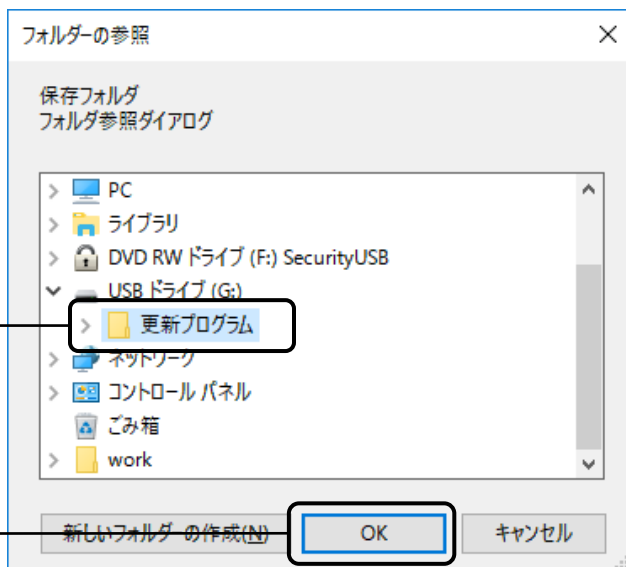 フォルダーの参照
保存フォルダ
フォルダ参照ダイアログ
PC
ライブラリ
DVD RW ドライブ (F:) SecurityUSB
USB ドライブ (G:)
更新プログラム
ネットワーク
コントロール パネル
ごみ箱
work
新しいフォルダーの作成(N) OK キャンセル